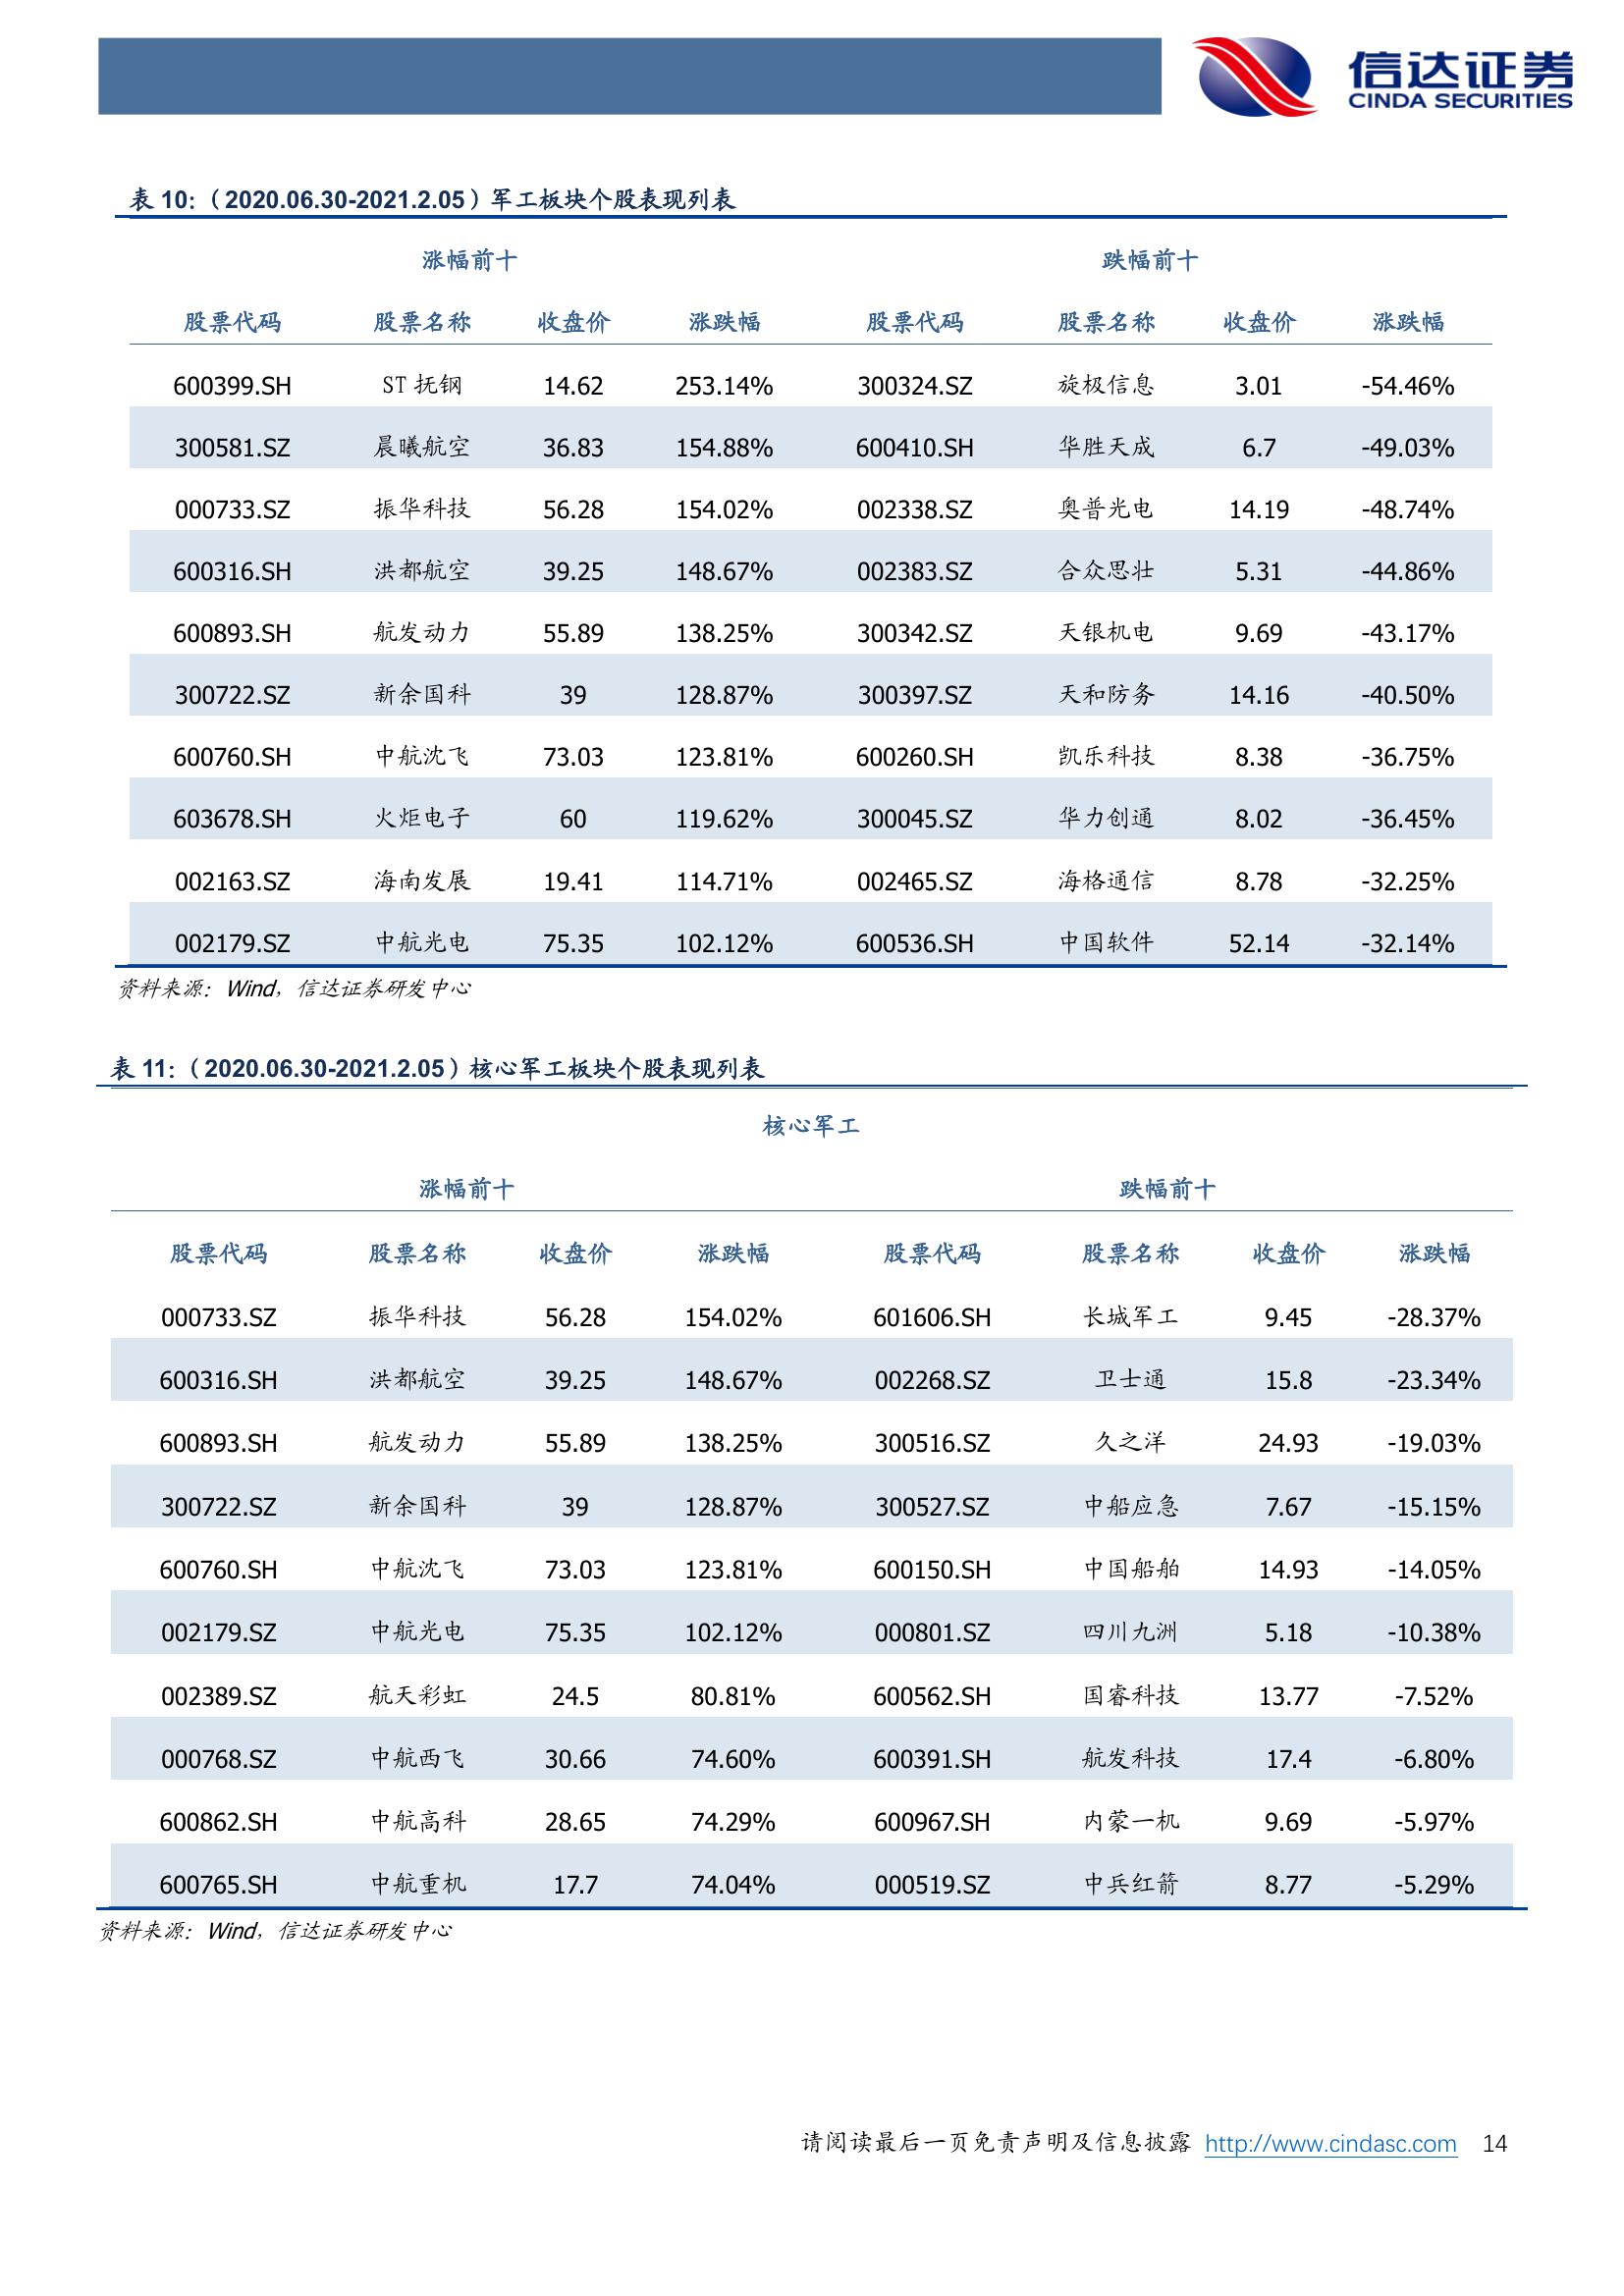 信达证券
CINDA SECURITIES
表 10:（2020.06.30-2021.2.05）军工板块个股表现列表
涨幅前十 跌幅前十
股票代码 股票名称 收盘价 涨跌幅 股票代码 股票名称 收盘价 涨跌幅
600399.SH ST 抚钢 14.62 253.14% 300324.SZ 旋极信息 3.01 -54.46%
300581.SZ 晨曦航空 36.83 154.88% 600410.SH 华胜天成 6.7 -49.03%
000733.SZ 振华科技 56.28 154.02% 002338.SZ 奥普光电 14.19 -48.74%
600316.SH 洪都航空 39.25 148.67% 002383.SZ 合众思壮 5.31 -44.86%
600893.SH 航发动力 55.89 138.25% 300342.SZ 天银机电 9.69 -43.17%
300722.SZ 新余国科 39 128.87% 300397.SZ 天和防务 14.16 -40.50%
600760.SH 中航沈飞 73.03 123.81% 600260.SH 凯乐科技 8.38 -36.75%
603678.SH 火炬电子 60 119.62% 300045.SZ 华力创通 8.02 -36.45%
002163.SZ 海南发展 19.41 114.71% 002465.SZ 海格通信 8.78 -32.25%
002179.SZ 中航光电 75.35 102.12% 600536.SH 中国软件 52.14 -32.14%
资料来源：Wind，信达证券研发中心
表 11:（2020.06.30-2021.2.05）核心军工板块个股表现列表
核心军工
涨幅前十 跌幅前十
股票代码 股票名称 收盘价 涨跌幅 股票代码 股票名称 收盘价 涨跌幅
000733.SZ 振华科技 56.28 154.02% 601606.SH 长城军工 9.45 -28.37%
600316.SH 洪都航空 39.25 148.67% 002268.SZ 卫士通 15.8 -23.34%
600893.SH 航发动力 55.89 138.25% 300516.SZ 久之洋 24.93 -19.03%
300722.SZ 新余国科 39 128.87% 300527.SZ 中船应急 7.67 -15.15%
600760.SH 中航沈飞 73.03 123.81% 600150.SH 中国船舶 14.93 -14.05%
002179.SZ 中航光电 75.35 102.12% 000801.SZ 四川九洲 5.18 -10.38%
002389.SZ 航天彩虹 24.5 80.81% 600562.SH 国睿科技 13.77 -7.52%
000768.SZ 中航西飞 30.66 74.60% 600391.SH 航发科技 17.4 -6.80%
600862.SH 中航高科 28.65 74.29% 600967.SH 内蒙一机 9.69 -5.97%
600765.SH 中航重机 17.7 74.04% 000519.SZ 中兵红箭 8.77 -5.29%
资料来源：Wind，信达证券研发中心
请阅读最后一页免责声明及信息披露 http://www.cindasc.com 14